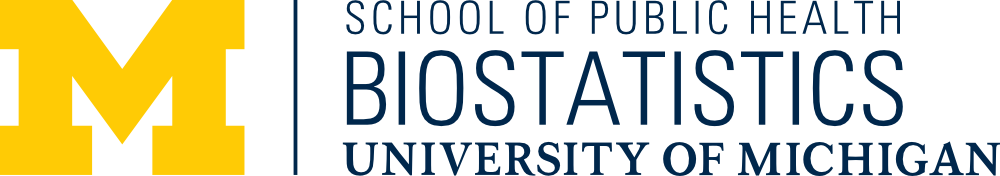 M
SCHOOL OF PUBLIC HEALTH
BIOSTATISTICS
UNIVERSITY OF MICHIGAN